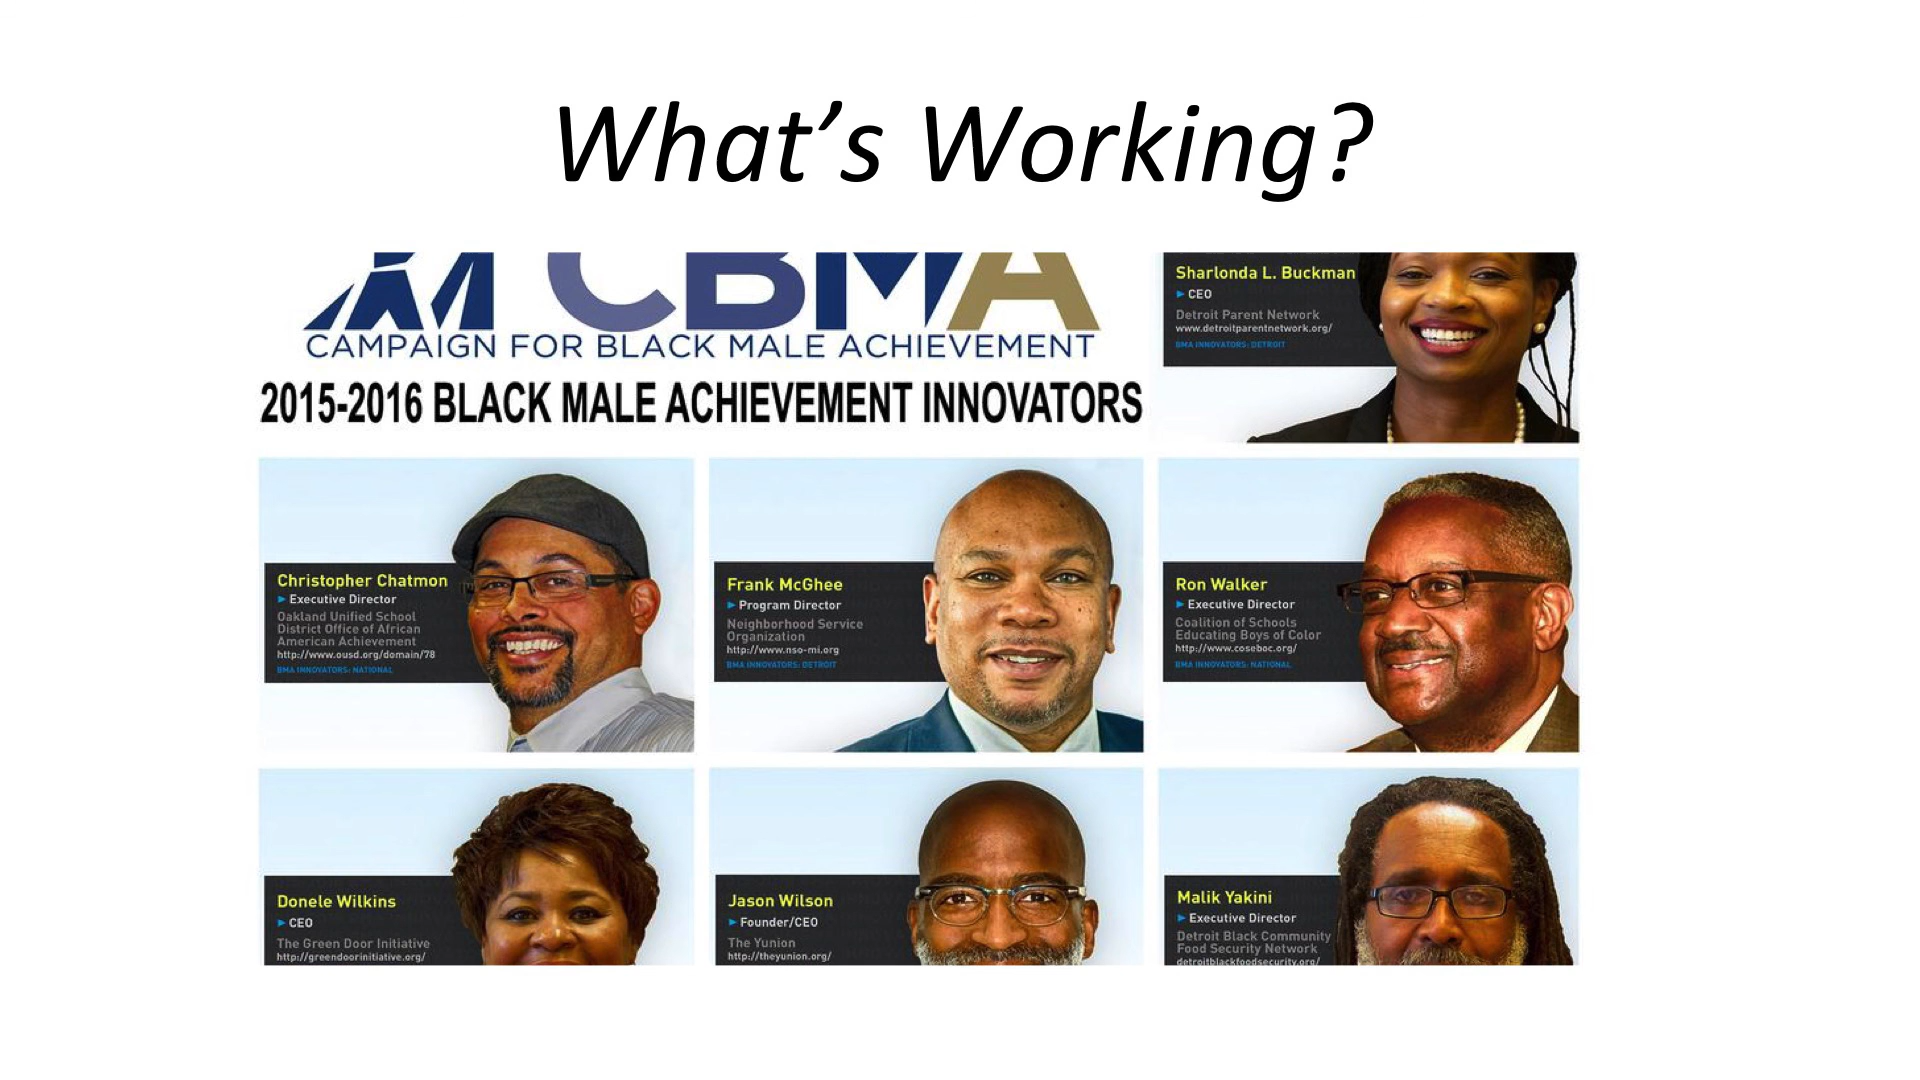 What’s Working?
CBMA
CAMPAIGN FOR BLACK MALE ACHIEVEMENT
2015-2016 BLACK MALE ACHIEVEMENT INNOVATORS
Sharlonda L. Buckman
CEO
Detroit Parent Network
www.detroitparentnetwork.org/
BMA INNOVATORS: DETROIT
Christopher Chatmon
Executive Director
Oakland Unified School
District Office of African
American Achievement
http://www.ousd.org/domain/78
BMA INNOVATORS: NATIONAL
Frank McGhee
Program Director
Neighborhood Service
Organization
http://www.nso-mi.org
BMA INNOVATORS: DETROIT
Ron Walker
Executive Director
Coalition of Schools
Educating Boys of Color
http://www.coseboc.org/
BMA INNOVATORS: NATIONAL
Donele Wilkins
CEO
The Green Door Initiative
http://greendoorinitiative.org/
Jason Wilson
Founder/CEO
The Yunion
http://theyunion.org/
Malik Yakini
Executive Director
Detroit Black Community
Food Security Network
detroitblackfoodsecurity.org/